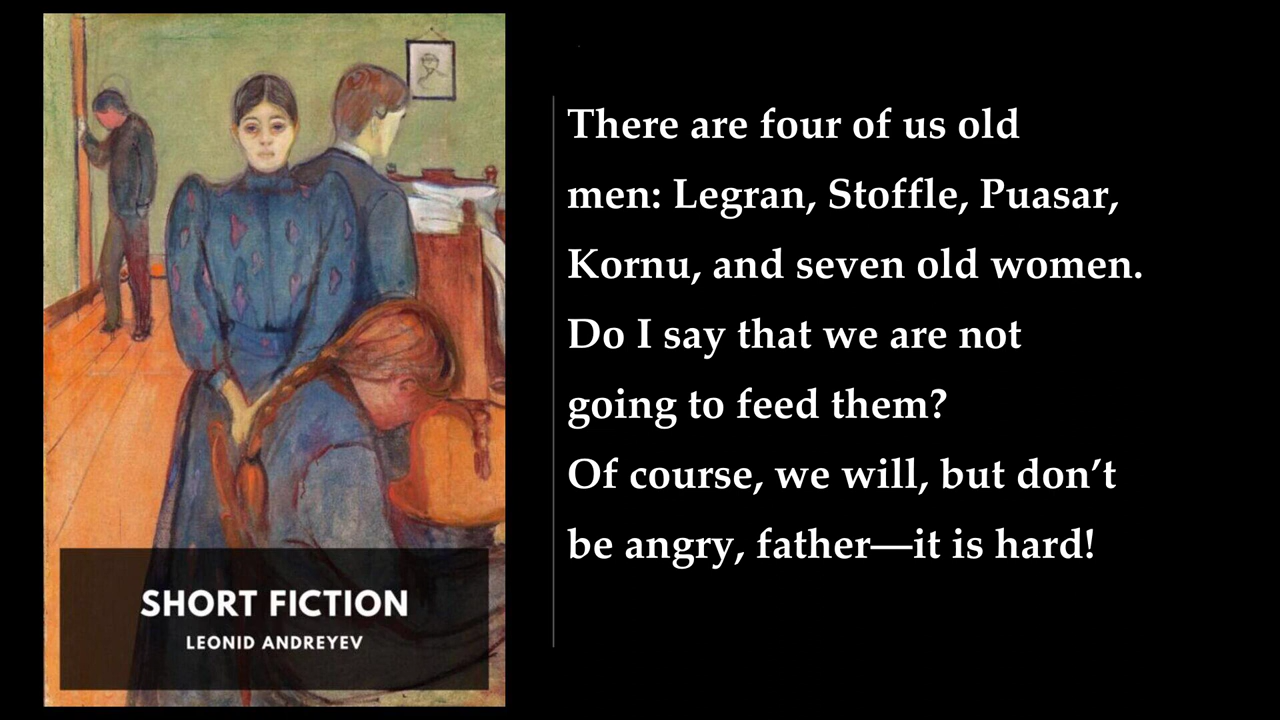 SHORT FICTION
LEONID ANDREYEV
There are four of us old
men: Legran, Stoffle, Puasar,
Kornu, and seven old women.
Do I say that we are not
going to feed them?
Of course, we will, but don’t
be angry, father—it is hard!